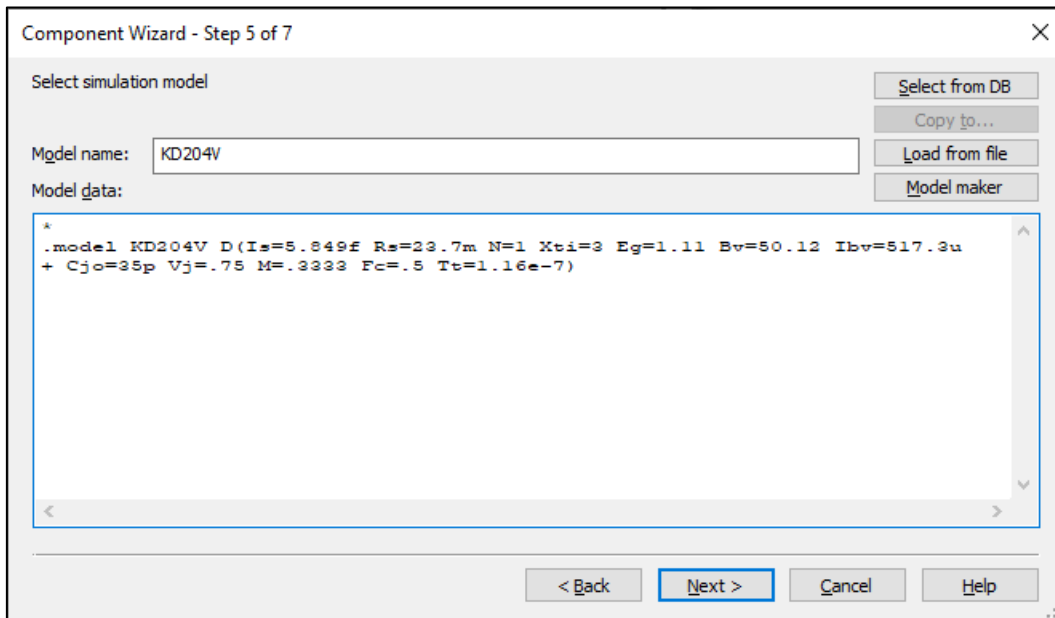 Component Wizard - Step 5 of 7
Select simulation model
Select from DB
Copy to...
Model name:
KD204V
Load from file
Model data:
Model maker
*
.model KD204V D(Is=5.849f Rs=23.7m N=1 Xti=3 Eg=1.11 Bv=50.12 Ibv=517.3u
+ Cjo=35p Vj=.75 M=.3333 Fc=.5 Tt=1.16e-7)
< Back
Next >
Cancel
Help